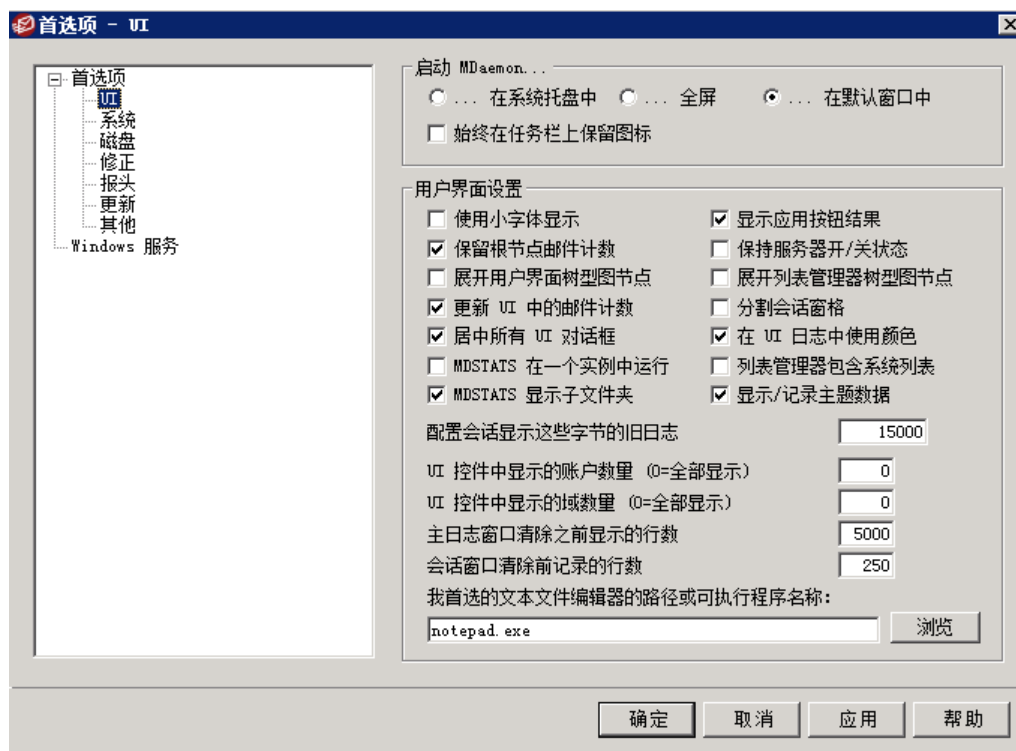 首选项 - UI
首选项
UI
系统
磁盘
修正
报头
更新
其他
Windows 服务
启动 MDaemon...
... 在系统托盘中 ... 全屏 ... 在默认窗口中
始终在任务栏上保留图标
用户界面设置
使用小字体显示 显示应用按钮结果
保留根节点邮件计数 保持服务器开/关状态
展开用户界面树型图节点 展开列表管理器树型图节点
更新 UI 中的邮件计数 分割会话窗格
居中所有 UI 对话框 在 UI 日志中使用颜色
MDSTATS 在一个实例中运行 列表管理器包含系统列表
MDSTATS 显示子文件夹 显示/记录主题数据
配置会话显示这些字节的旧日志 15000
UI 控件中显示的账户数量 (0=全部显示) 0
UI 控件中显示的域数量 (0=全部显示) 0
主日志窗口清除之前显示的行数 5000
会话窗口清除前记录的行数 250
我首选的文本文件编辑器的路径或可执行程序名称:
notepad.exe 浏览
确定 取消 应用 帮助